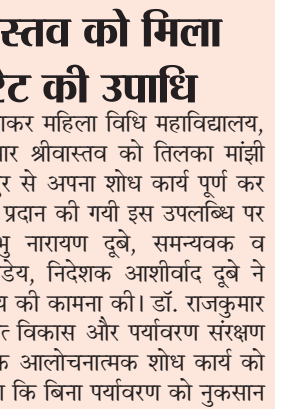 स्तव को मिला
रेट की उपाधि
ाकर महिला विधि महाविद्यालय,
ार श्रीवास्तव को तिलका मांझी
ुर से अपना शोध कार्य पूर्ण कर
प्रदान की गयी इस उपलब्धि पर
भु नारायण दूबे, समन्यवक व
डेय, निदेशक आशीर्वाद दूबे ने
य की कामना की। डॉ. राजकुमार
त विकास और पर्यावरण संरक्षण
क आलोचनात्मक शोध कार्य को
ा कि बिना पर्यावरण को नुकसान